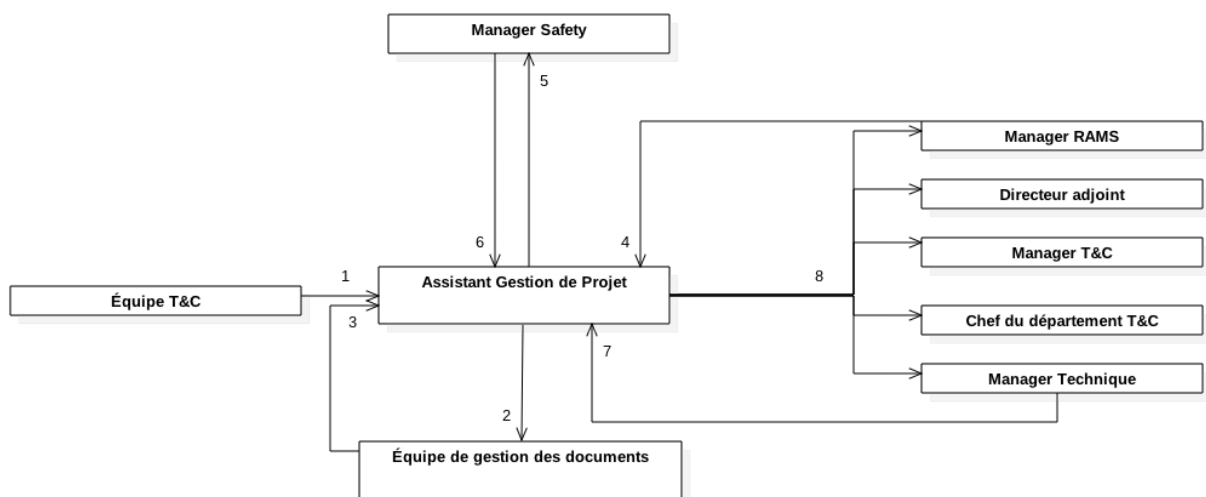 Manager Safety
5
Manager RAMS
Directeur adjoint
6
4
Manager T&C
1
Assistant Gestion de Projet
8
Équipe T&C
3
Chef du département T&C
7
Manager Technique
2
Équipe de gestion des documents